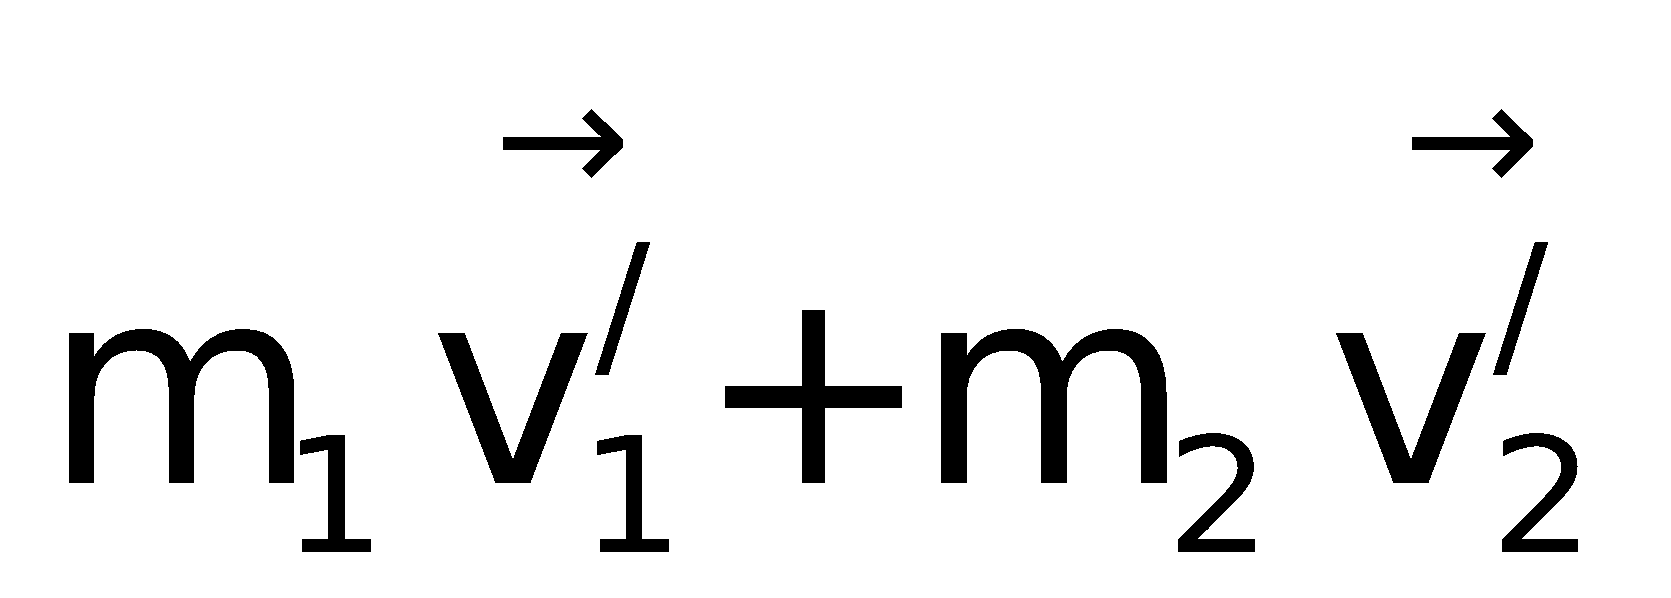 m₁ v⃗₁′ + m₂ v⃗₂′